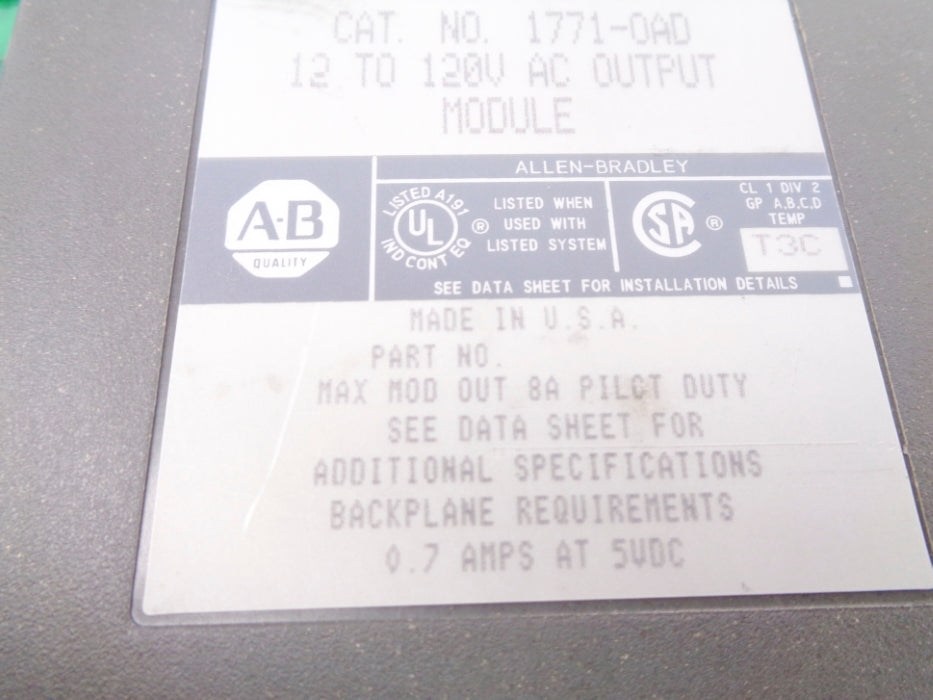 CAT. NO. 1771-OAD
12 TO 120V AC OUTPUT
MODULE
ALLEN-BRADLEY
A-B
QUALITY
LISTED A191
UL
IND CONT EQ
®
LISTED WHEN
USED WITH
LISTED SYSTEM
SA
®
CL 1 DIV 2
GP A,B,C,D
TEMP
T3C
SEE DATA SHEET FOR INSTALLATION DETAILS
MADE IN U.S.A.
PART NO.
MAX MOD OUT 8A PILOT DUTY
SEE DATA SHEET FOR
ADDITIONAL SPECIFICATIONS
BACKPLANE REQUIREMENTS
0.7 AMPS AT 5VDC